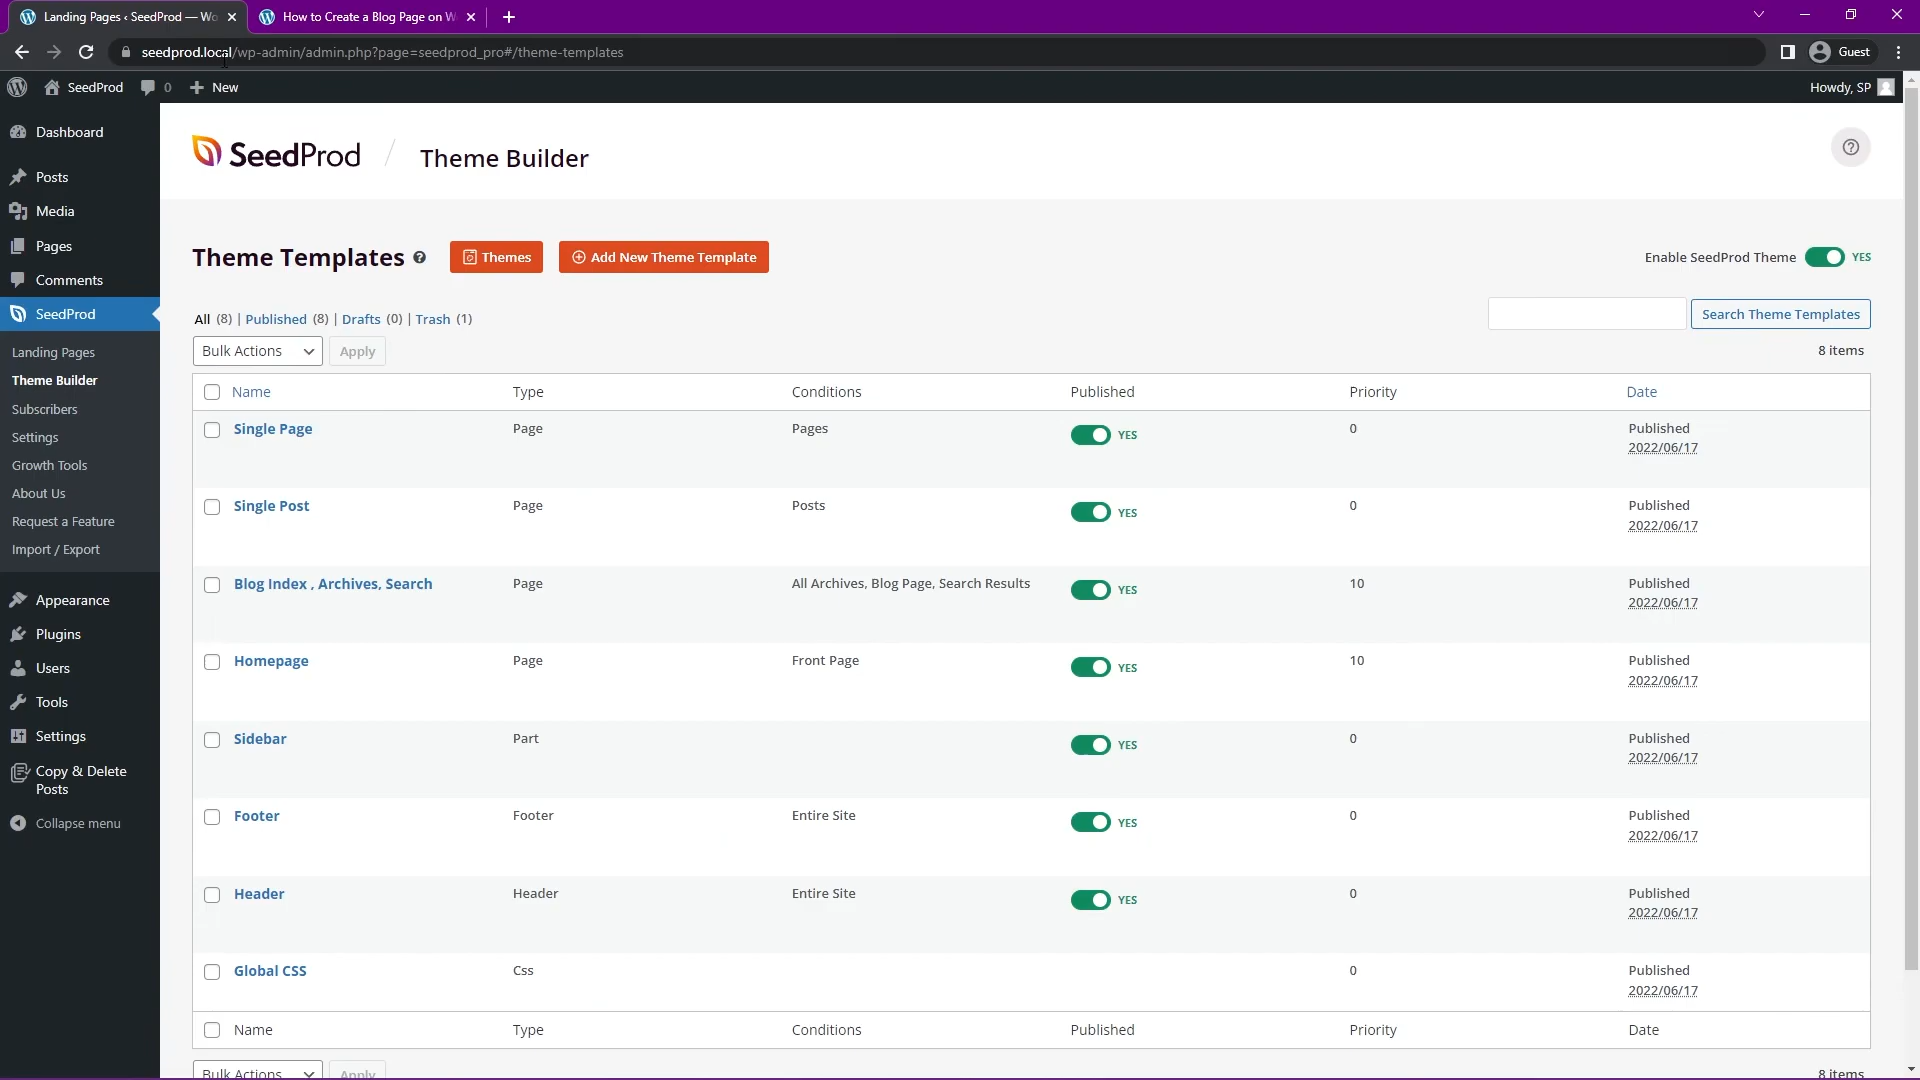 Landing Pages ‹ SeedProd — Wo
How to Create a Blog Page on W
seedprod.local/wp-admin/admin.php?page=seedprod_pro#/theme-templates
Guest
SeedProd
0
New
Howdy, SP
Dashboard
Posts
Media
Pages
Comments
SeedProd
Landing Pages
Theme Builder
Subscribers
Settings
Growth Tools
About Us
Request a Feature
Import / Export
Appearance
Plugins
Users
Tools
Settings
Copy & Delete
Posts
Collapse menu
SeedProd / Theme Builder
Theme Templates
Themes
Add New Theme Template
Enable SeedProd Theme YES
All (8) | Published (8) | Drafts (0) | Trash (1)
Search Theme Templates
Bulk Actions Apply
8 items
Name Type Conditions Published Priority Date
Single Page Page Pages YES 0 Published
2022/06/17
Single Post Page Posts YES 0 Published
2022/06/17
Blog Index , Archives, Search Page All Archives, Blog Page, Search Results YES 10 Published
2022/06/17
Homepage Page Front Page YES 10 Published
2022/06/17
Sidebar Part YES 0 Published
2022/06/17
Footer Footer Entire Site YES 0 Published
2022/06/17
Header Header Entire Site YES 0 Published
2022/06/17
Global CSS Css 0 Published
2022/06/17
Name Type Conditions Published Priority Date
Bulk Actions Apply
8 items